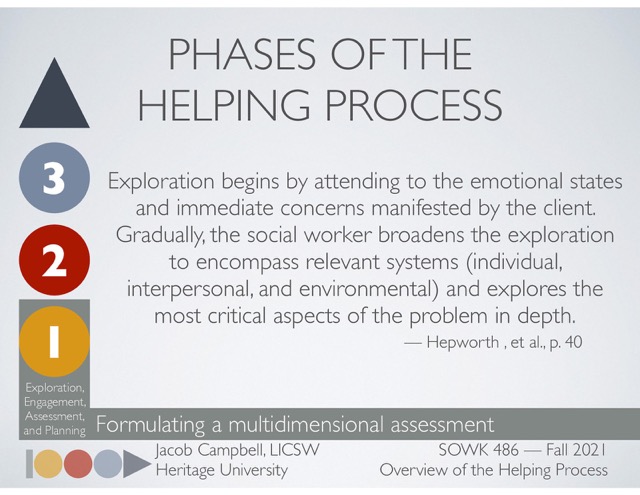 PHASES OF THE
HELPING PROCESS
3
2
1
Exploration begins by attending to the emotional states
and immediate concerns manifested by the client.
Gradually, the social worker broadens the exploration
to encompass relevant systems (individual,
interpersonal, and environmental) and explores the
most critical aspects of the problem in depth.
— Hepworth , et al., p. 40
Exploration,
Engagement,
Assessment,
and Planning
Formulating a multidimensional assessment
Jacob Campbell, LICSW
Heritage University
SOWK 486 — Fall 2021
Overview of the Helping Process